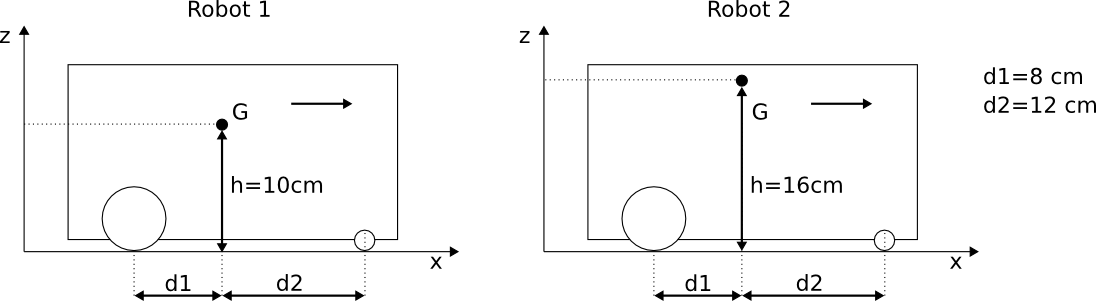 Robot 1
z
G
h=10cm
x
d1
d2
Robot 2
z
G
h=16cm
x
d1
d2
d1=8 cm
d2=12 cm